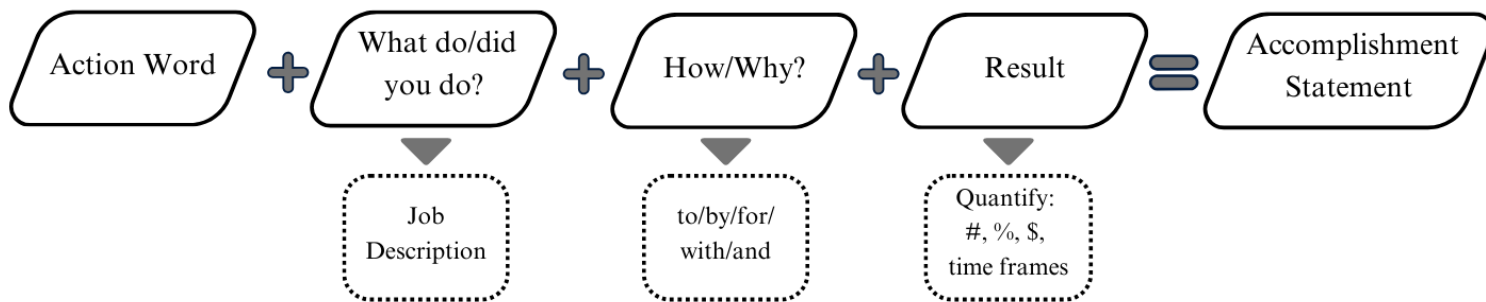 Action Word
+
What do/did
you do?
+
How/Why?
+
Result
=
Accomplishment
Statement
Job
Description
to/by/for/
with/and
Quantify:
#, %, $,
time frames